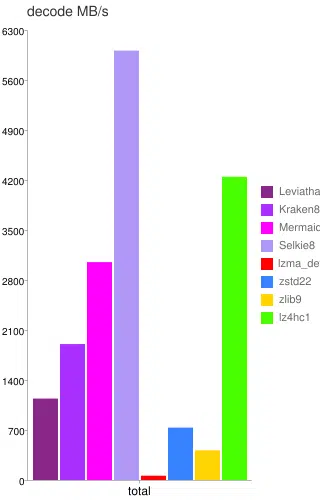 decode MB/s
6300
5600
4900
4200
3500
2800
2100
1400
700
0
total
Leviatha
Kraken8
Mermaid
Selkie8
lzma_de
zstd22
zlib9
lz4hc1